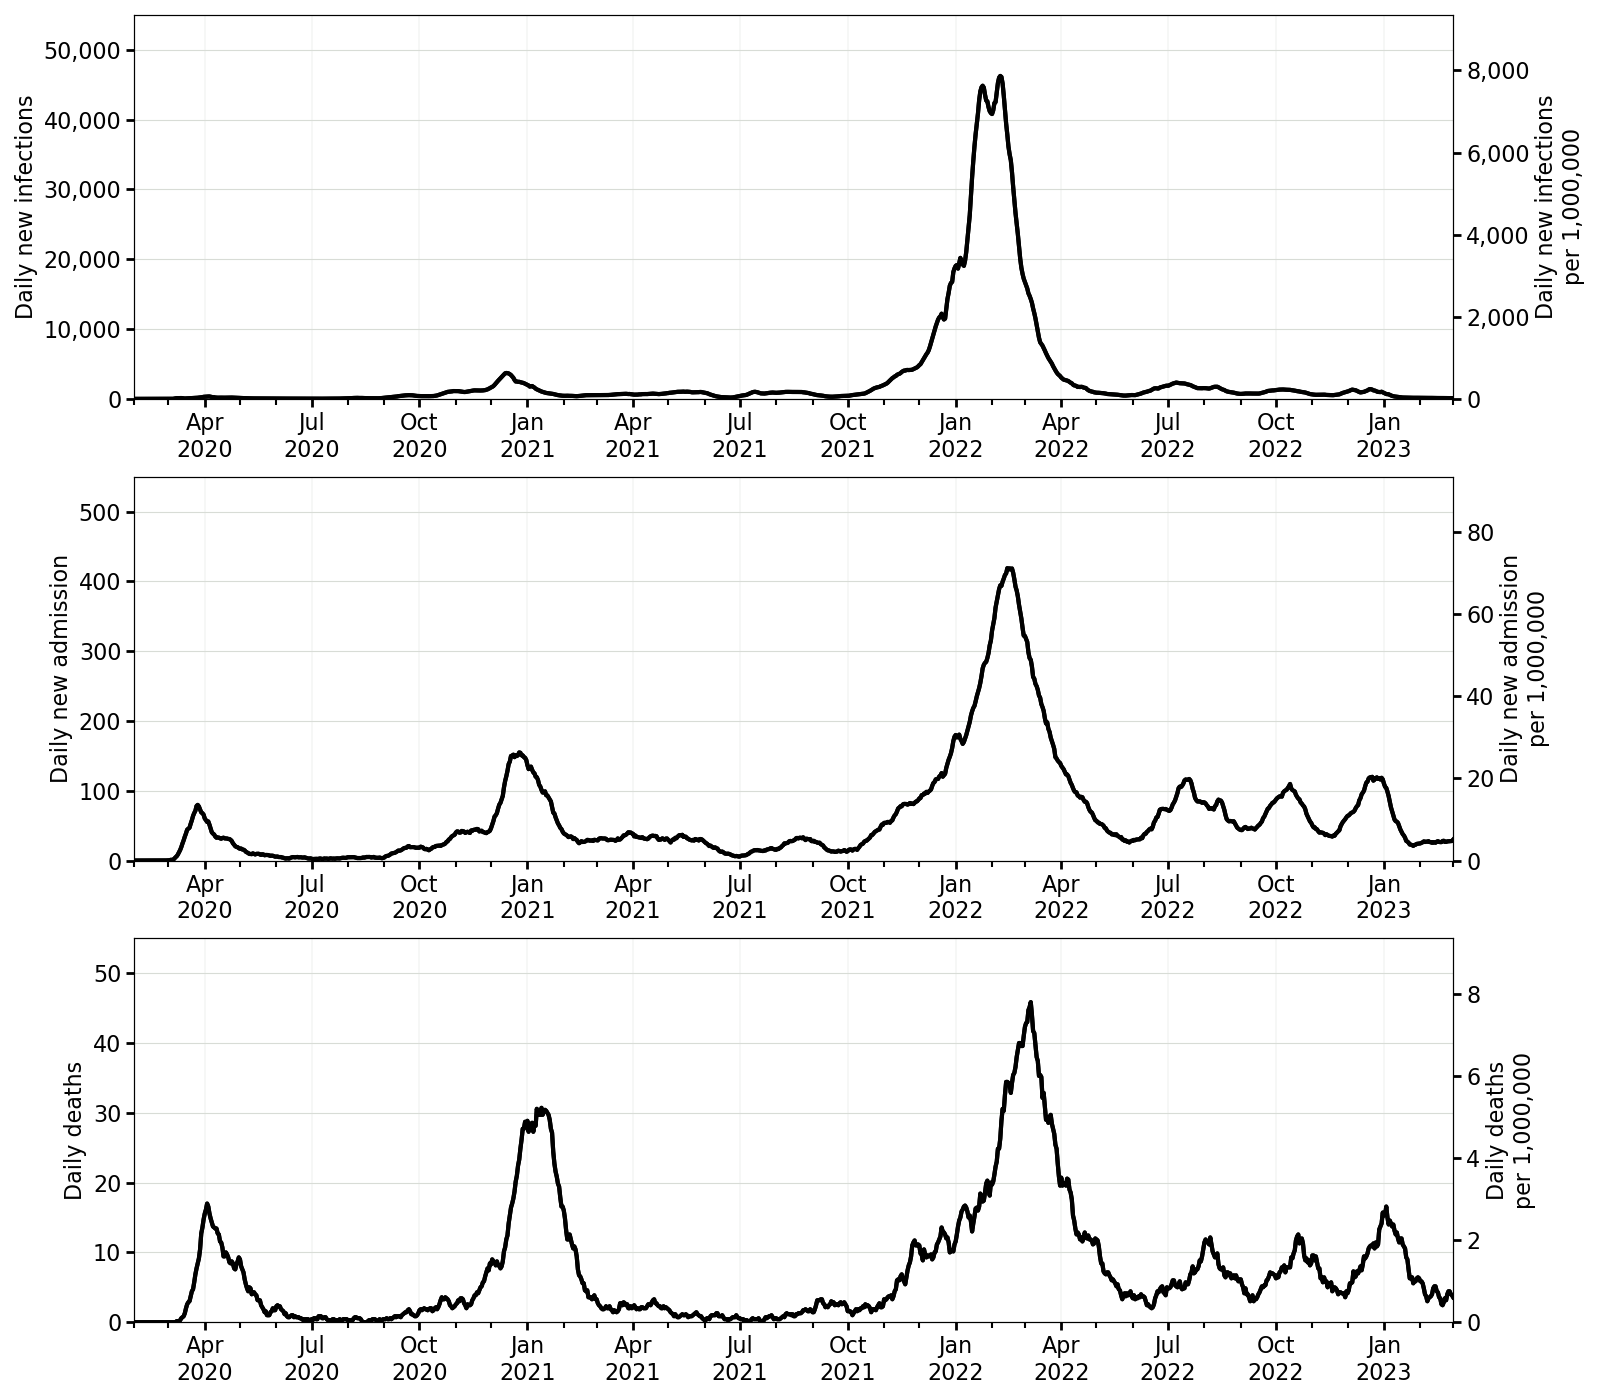 Daily new infections
50,000
40,000
30,000
20,000
10,000
0
8,000
6,000
4,000
2,000
0
Daily new infections
per 1,000,000
Apr Jul Oct Jan Apr Jul Oct Jan Apr Jul Oct Jan
2020 2020 2020 2021 2021 2021 2021 2022 2022 2022 2022 2023
Daily new admission
500
400
300
200
100
0
80
60
40
20
0
Daily new admission
per 1,000,000
Apr Jul Oct Jan Apr Jul Oct Jan Apr Jul Oct Jan
2020 2020 2020 2021 2021 2021 2021 2022 2022 2022 2022 2023
Daily deaths
50
40
30
20
10
0
8
6
4
2
0
Daily deaths
per 1,000,000
Apr Jul Oct Jan Apr Jul Oct Jan Apr Jul Oct Jan
2020 2020 2020 2021 2021 2021 2021 2022 2022 2022 2022 2023